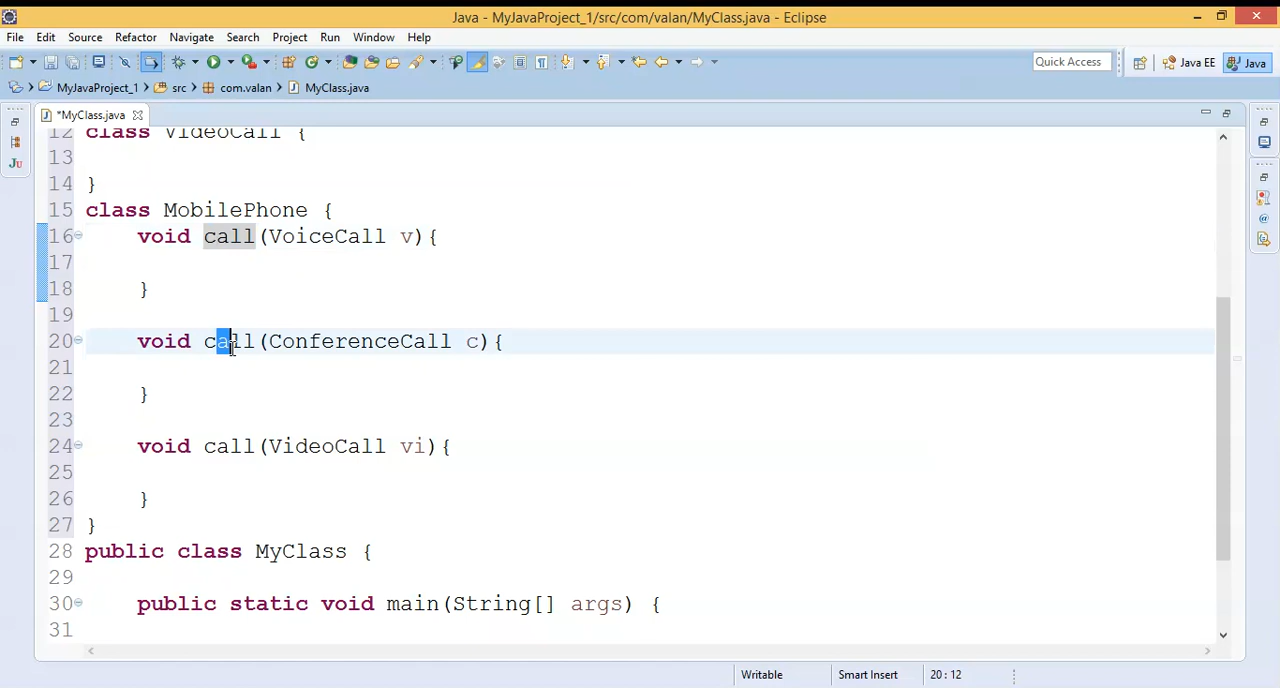 Java - MyJavaProject_1/src/com/valan/MyClass.java - Eclipse
File Edit Source Refactor Navigate Search Project Run Window Help
Quick Access Java EE Java
MyJavaProject_1 src com.valan MyClass.java
*MyClass.java
12 class VideoCall {
13
14 }
15 class MobilePhone {
16 void call(VoiceCall v){
17
18 }
19
20 void call(ConferenceCall c){
21
22 }
23
24 void call(VideoCall vi){
25
26 }
27 }
28 public class MyClass {
29
30 public static void main(String[] args) {
31
Writable Smart Insert 20 : 12